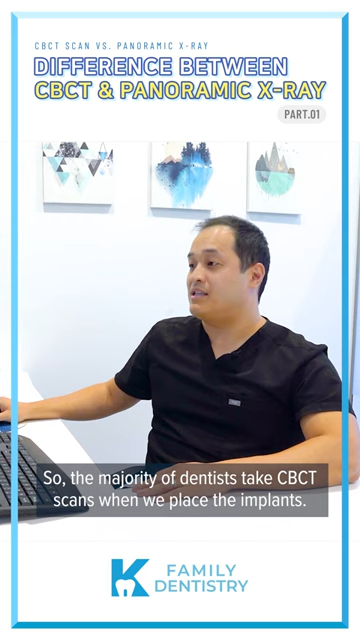 CBCT SCAN VS. PANORAMIC X-RAY
DIFFERENCE BETWEEN
CBCT & PANORAMIC X-RAY
PART.01
So, the majority of dentists take CBCT
scans when we place the implants.
K FAMILY
DENTISTRY